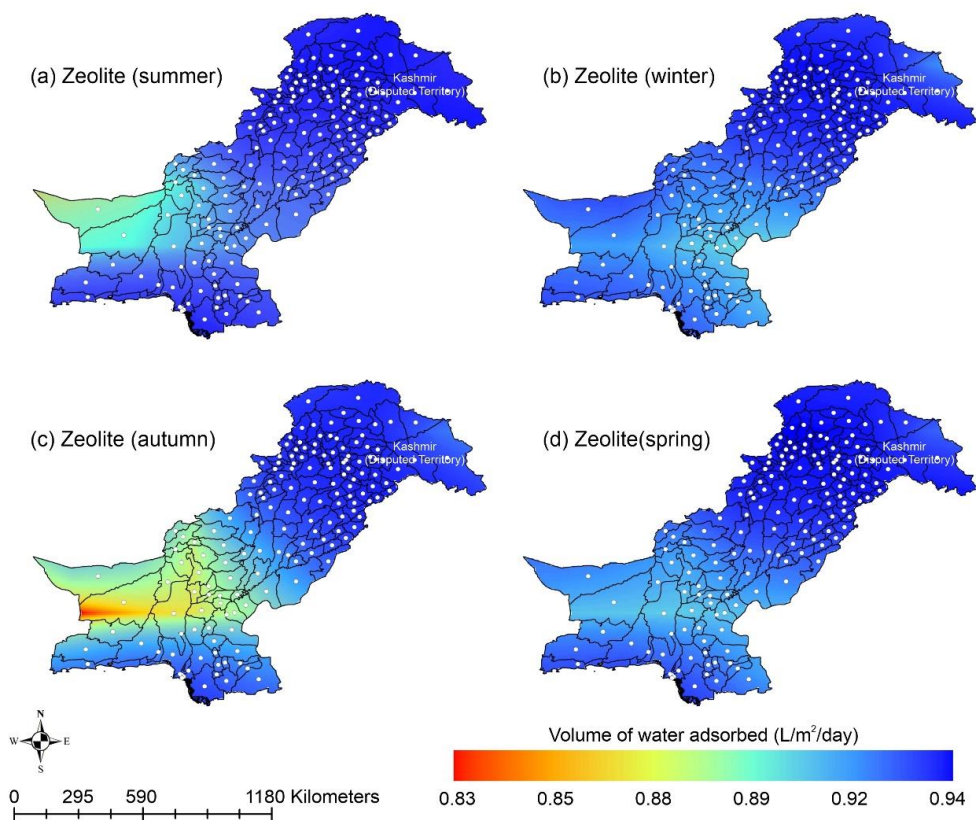 (a) Zeolite (summer)
Kashmir
(Disputed Territory)
(b) Zeolite (winter)
Kashmir
(Disputed Territory)
(c) Zeolite (autumn)
Kashmir
(Disputed Territory)
(d) Zeolite(spring)
Kashmir
(Disputed Territory)
N
W E
S
0 295 590 1180 Kilometers
Volume of water adsorbed (L/m²/day)
0.83 0.85 0.88 0.89 0.92 0.94